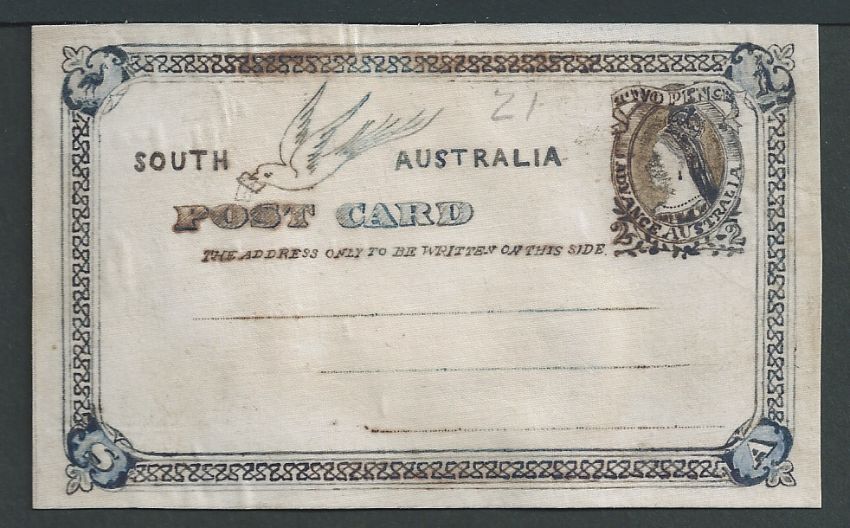 21
TWO PENCE
SOUTH AUSTRALIA
ADVANCE AUSTRALIA
2 2
POST CARD
THE ADDRESS ONLY TO BE WRITTEN ON THIS SIDE.
S A